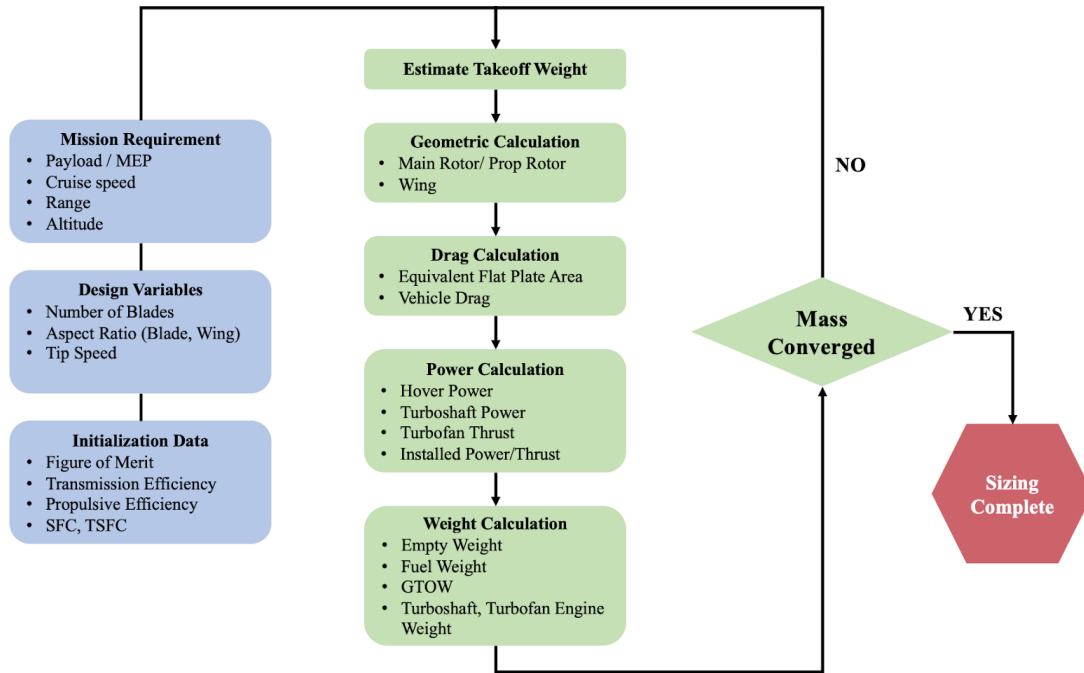 Mission Requirement
• Payload / MEP
• Cruise speed
• Range
• Altitude
Design Variables
• Number of Blades
• Aspect Ratio (Blade, Wing)
• Tip Speed
Initialization Data
• Figure of Merit
• Transmission Efficiency
• Propulsive Efficiency
• SFC, TSFC
Estimate Takeoff Weight
Geometric Calculation
• Main Rotor/ Prop Rotor
• Wing
Drag Calculation
• Equivalent Flat Plate Area
• Vehicle Drag
Power Calculation
• Hover Power
• Turboshaft Power
• Turbofan Thrust
• Installed Power/Thrust
Weight Calculation
• Empty Weight
• Fuel Weight
• GTOW
• Turboshaft, Turbofan Engine
Weight
NO
Mass
Converged
YES
Sizing
Complete